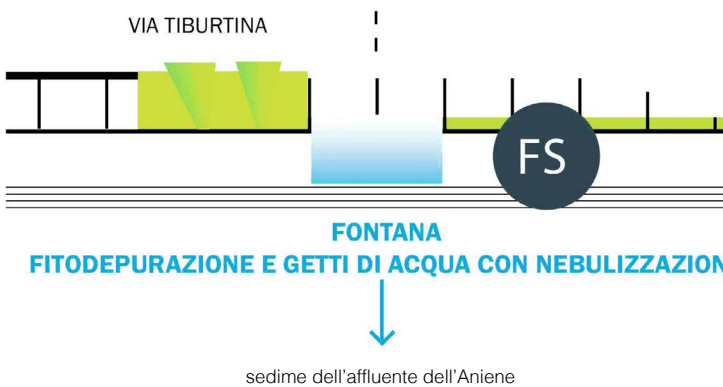 VIA TIBURTINA
FS
FONTANA
FITODEPURAZIONE E GETTI DI ACQUA CON NEBULIZZAZION
sedime dell'affluente dell'Aniene